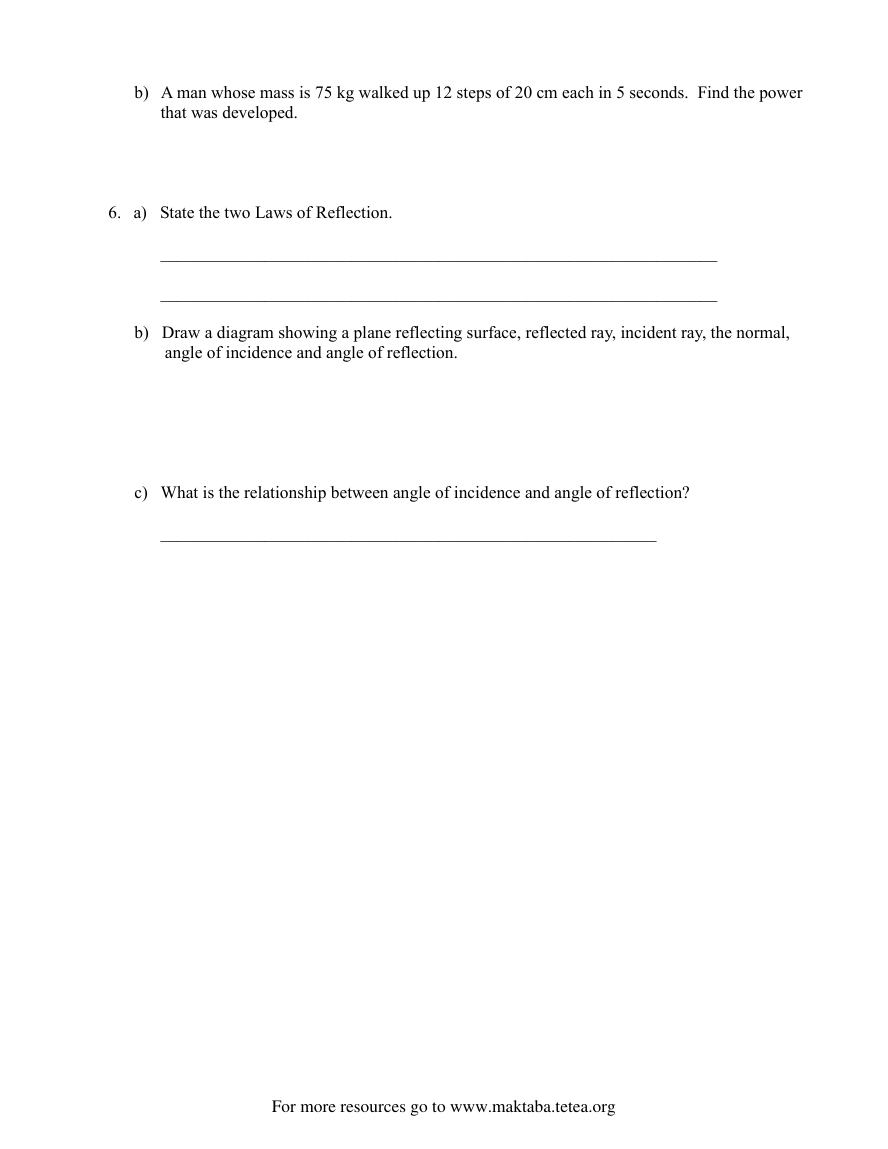 b) A man whose mass is 75 kg walked up 12 steps of 20 cm each in 5 seconds. Find the power
that was developed.
6. a) State the two Laws of Reflection.
b) Draw a diagram showing a plane reflecting surface, reflected ray, incident ray, the normal,
angle of incidence and angle of reflection.
c) What is the relationship between angle of incidence and angle of reflection?
For more resources go to www.maktaba.tetea.org